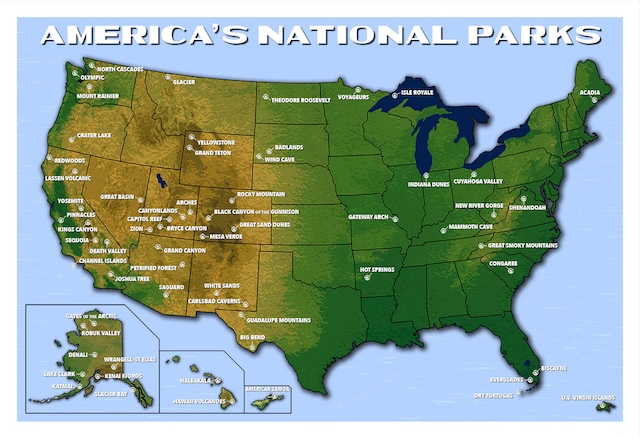 AMERICA'S NATIONAL PARKS
NORTH CASCADES
OLYMPIC
MOUNT RAINIER
GLACIER
THEODORE ROOSEVELT
VOYAGEURS
ISLE ROYALE
ACADIA
CRATER LAKE
YELLOWSTONE
GRAND TETON
BADLANDS
WIND CAVE
REDWOODS
LASSEN VOLCANIC
INDIANA DUNES
CUYAHOGA VALLEY
GREAT BASIN
ROCKY MOUNTAIN
YOSEMITE
PINNACLES
KINGS CANYON
SEQUOIA
ARCHES
CANYONLANDS
CAPITOL REEF
ZION
BRYCE CANYON
BLACK CANYON OF THE GUNNISON
GREAT SAND DUNES
MESA VERDE
GATEWAY ARCH
NEW RIVER GORGE
SHENANDOAH
MAMMOTH CAVE
DEATH VALLEY
CHANNEL ISLANDS
JOSHUA TREE
GRAND CANYON
PETRIFIED FOREST
SAGUARO
WHITE SANDS
CARLSBAD CAVERNS
GUADALUPE MOUNTAINS
BIG BEND
HOT SPRINGS
GREAT SMOKY MOUNTAINS
CONGAREE
GATES OF THE ARCTIC
KOBUK VALLEY
DENALI
WRANGELL-ST ELIAS
LAKE CLARK
KENAI FJORDS
KATMAI
GLACIER BAY
HALEAKALA
HAWAII VOLCANOES
AMERICAN SAMOA
BISCAYNE
EVERGLADES
DRY TORTUGAS
U.S. VIRGIN ISLANDS